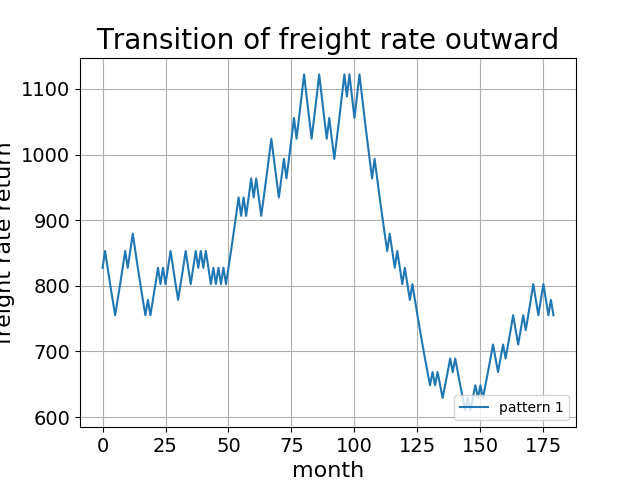 Transition of freight rate outward
freight rate return
1100
1000
900
800
700
600
0 25 50 75 100 125 150 175
month
pattern 1